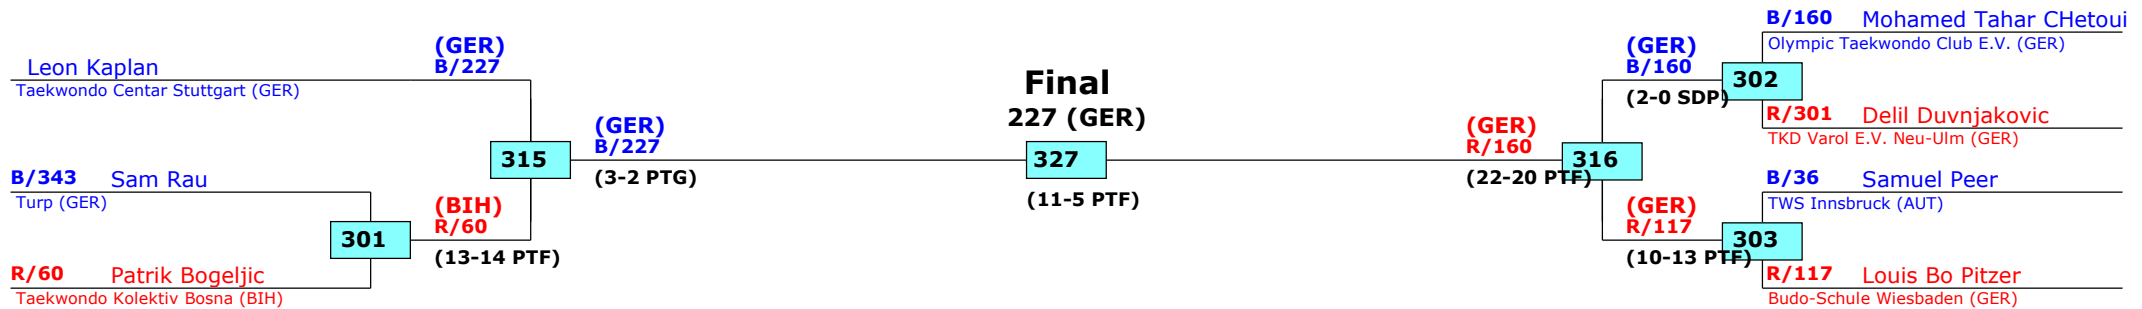 (GER)
B/227
Leon Kaplan
Taekwondo Centar Stuttgart (GER)
B/343 Sam Rau
Turp (GER)
301
R/60 Patrik Bogeljic
Taekwondo Kolektiv Bosna (BIH)
(BIH)
R/60
(13-14 PTF)
315
(GER)
B/227
(3-2 PTG)
Final
227 (GER)
327
(11-5 PTF)
(GER)
R/160
(22-20 PTF)
316
(GER)
B/160
(2-0 SDP)
302
B/160 Mohamed Tahar CHetoui
Olympic Taekwondo Club E.V. (GER)
R/301 Delil Duvnjakovic
TKD Varol E.V. Neu-Ulm (GER)
(GER)
R/117
(10-13 PTF)
303
B/36 Samuel Peer
TWS Innsbruck (AUT)
R/117 Louis Bo Pitzer
Budo-Schule Wiesbaden (GER)